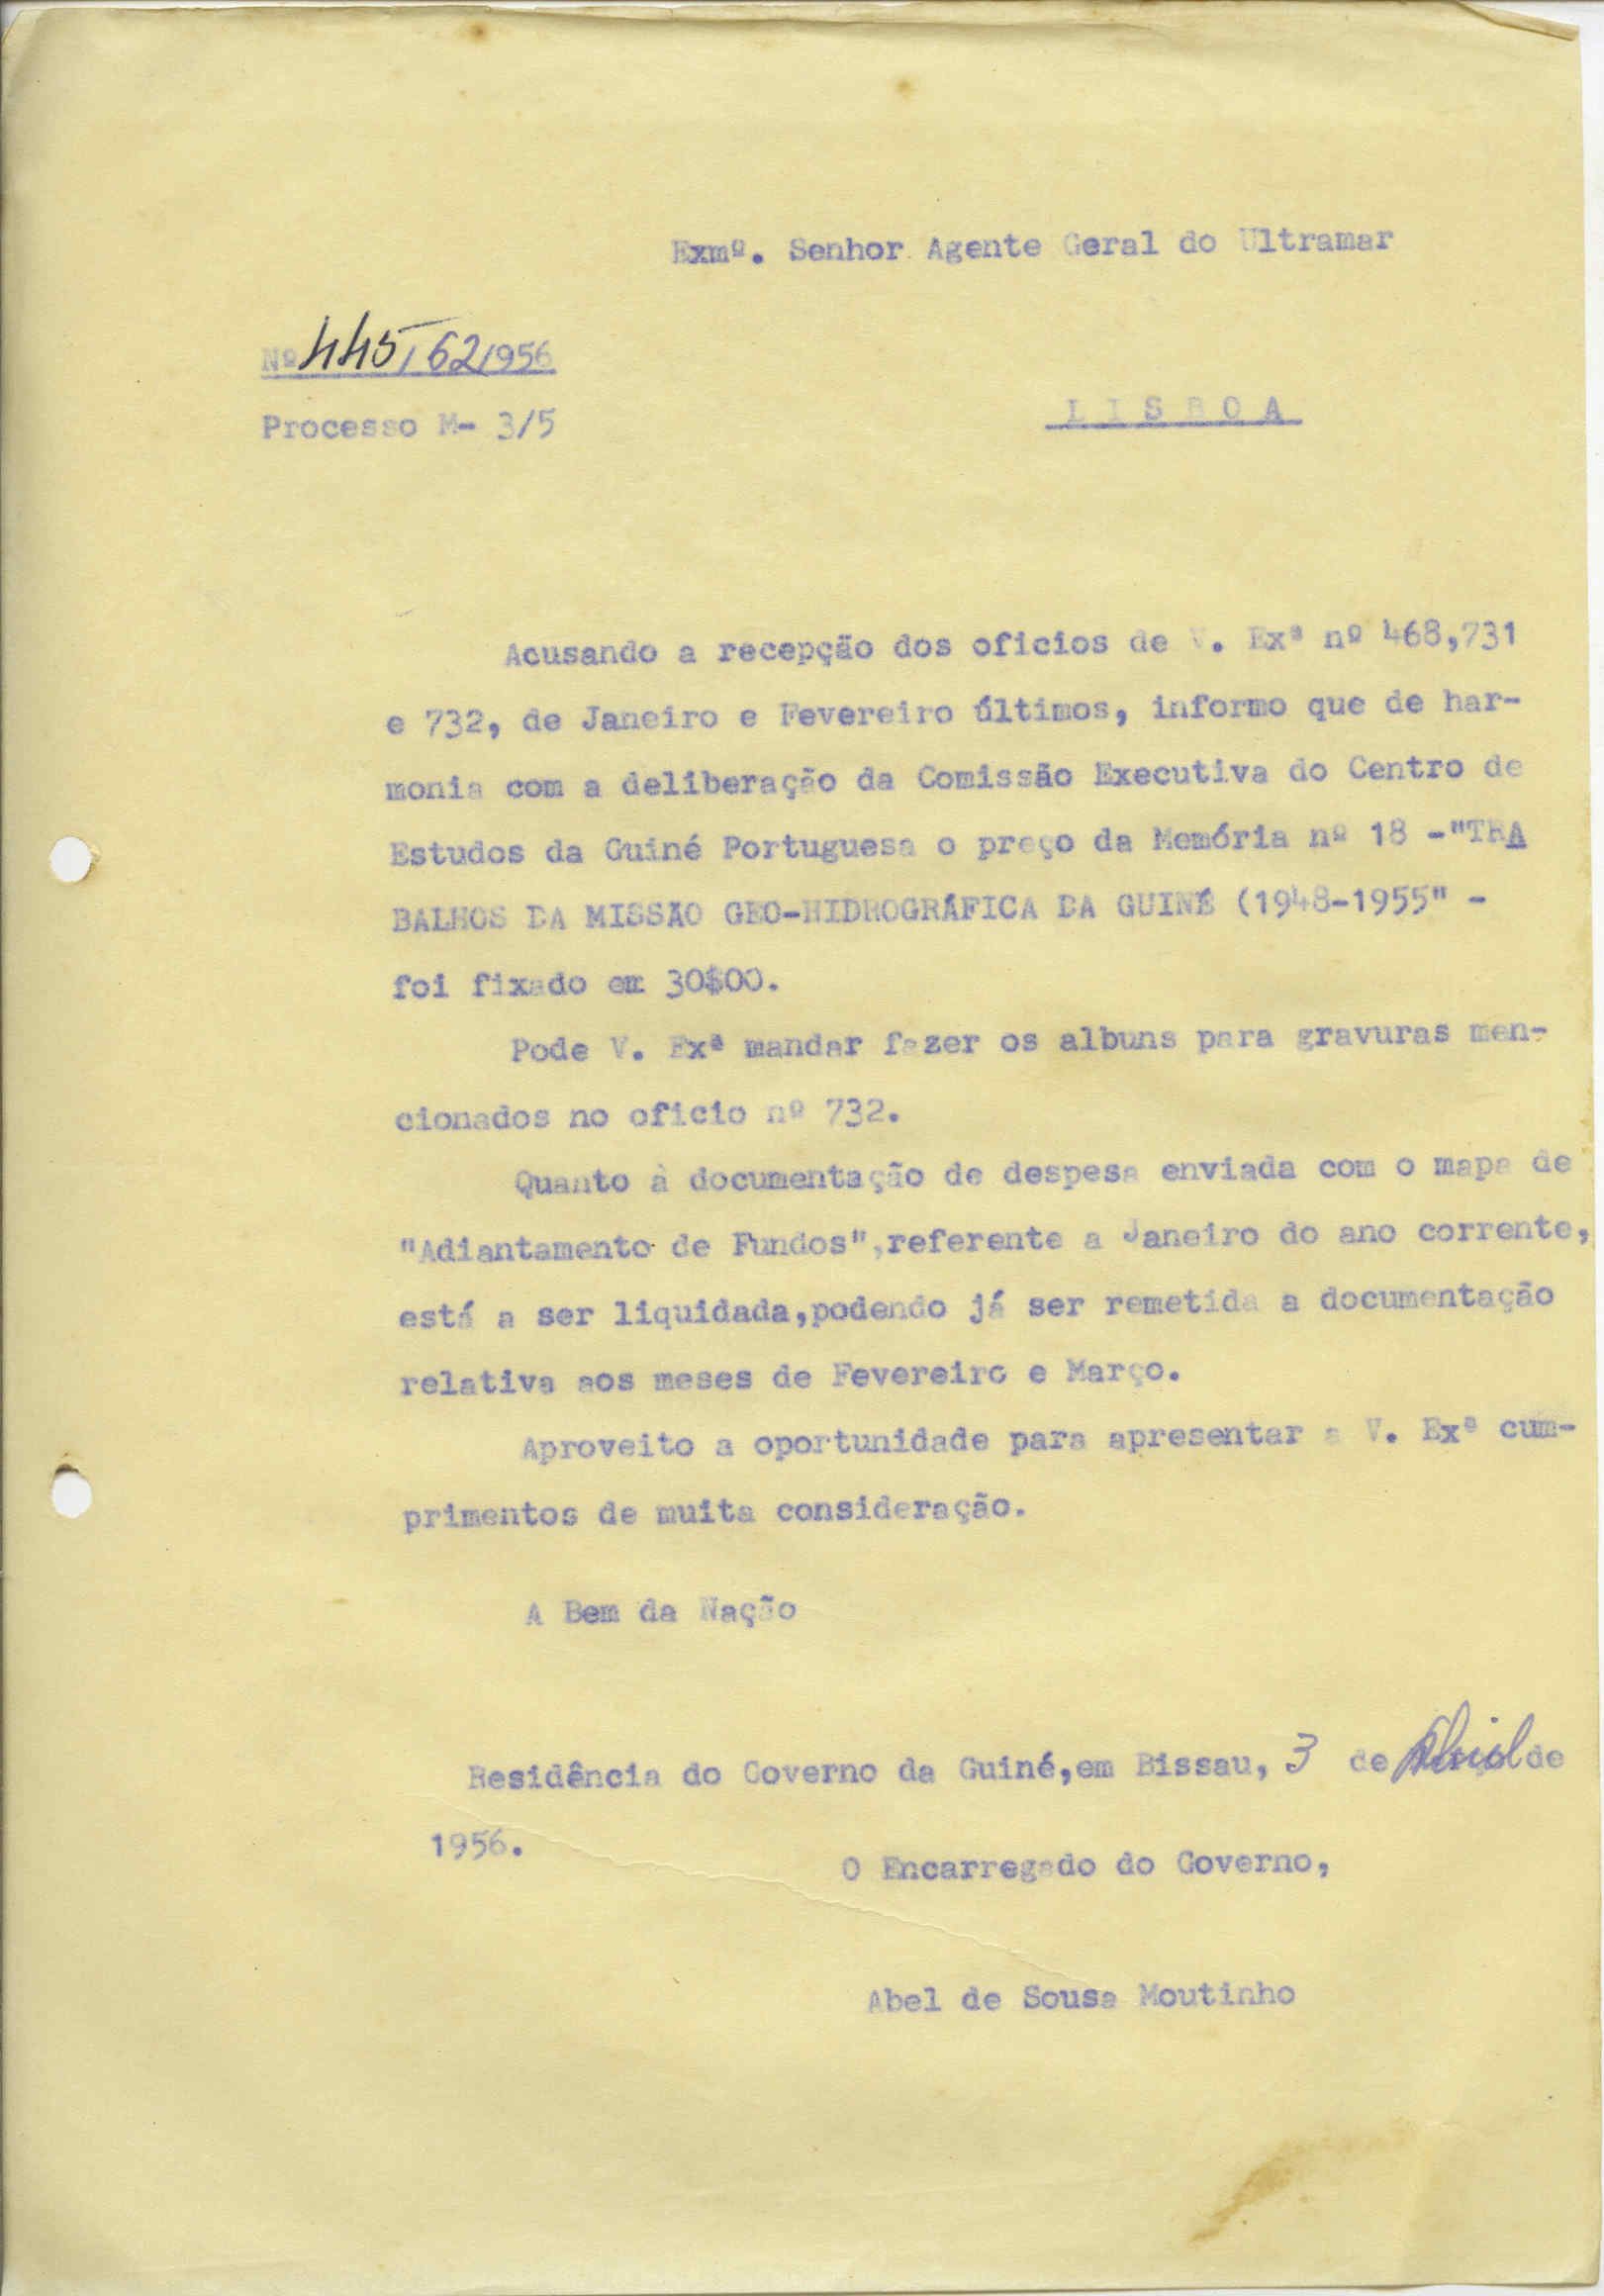 Exmº. Senhor Agente Geral do Ultramar
Nº 445/62/956
Processo M- 3/5
L I S B O A
Acusando a recepção dos oficios de V. Exª nº 468,731
e 732, de Janeiro e Fevereiro últimos, informo que de har-
monia com a deliberação da Comissão Executiva do Centro de
Estudos da Guiné Portuguesa o preço da Memória nº 18 -"TRA
BALHOS DA MISSÃO GEO-HIDROGRÁFICA DA GUINÉ (1948-1955" -
foi fixado em 30$00.
Pode V. Exª mandar fazer os albuns para gravuras men-
cionados no oficio nº 732.
Quanto à documentação de despesa enviada com o mapa de
"Adiantamento de Fundos",referente a Janeiro do ano corrente,
está a ser liquidada,podendo já ser remetida a documentação
relativa aos meses de Fevereiro e Março.
Aproveito a oportunidade para apresentar a V. Exª cum-
primentos de muita consideração.
A Bem da Nação
Residência do Governo da Guiné,em Bissau, 3 de Abril de
1956.
O Encarregado do Governo,
Abel de Sousa Moutinho